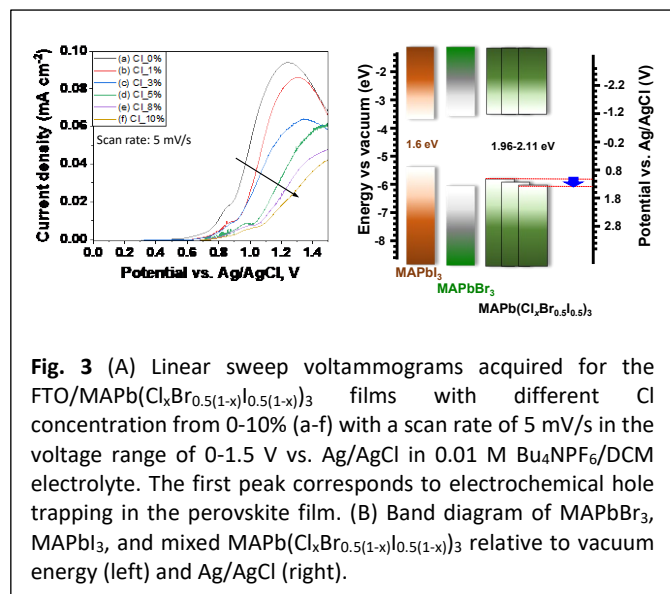 0.10
0.08
0.06
0.04
0.02
0.00
Current density (mA cm⁻²)
(a) Cl_0%
(b) Cl_1%
(c) Cl_3%
(d) Cl_5%
(e) Cl_8%
(f) Cl_10%
Scan rate: 5 mV/s
0.0 0.2 0.4 0.6 0.8 1.0 1.2 1.4
Potential vs. Ag/AgCl, V
Energy vs vacuum (eV)
-2
-3
-4
-5
-6
-7
-8
1.6 eV
1.96-2.11 eV
MAPbI₃
MAPbBr₃
MAPb(ClₓBr₀.₅I₀.₅)₃
-2.2
-1.2
0.8
1.8
2.8
Potential vs. Ag/AgCl (V)
Fig. 3 (A) Linear sweep voltammograms acquired for the
FTO/MAPb(ClₓBr₀.₅₍₁₋ₓ₎I₀.₅₍₁₋ₓ₎)₃ films with different Cl
concentration from 0-10% (a-f) with a scan rate of 5 mV/s in the
voltage range of 0-1.5 V vs. Ag/AgCl in 0.01 M Bu₄NPF₆/DCM
electrolyte. The first peak corresponds to electrochemical hole
trapping in the perovskite film. (B) Band diagram of MAPbBr₃,
MAPbI₃, and mixed MAPb(ClₓBr₀.₅₍₁₋ₓ₎I₀.₅₍₁₋ₓ₎)₃ relative to vacuum
energy (left) and Ag/AgCl (right).